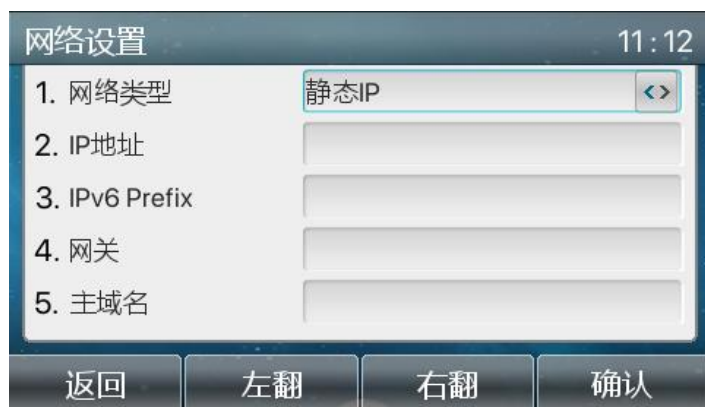 网络设置 11:12
1. 网络类型 静态IP <>
2. IP地址
3. IPv6 Prefix
4. 网关
5. 主域名
返回 左翻 右翻 确认